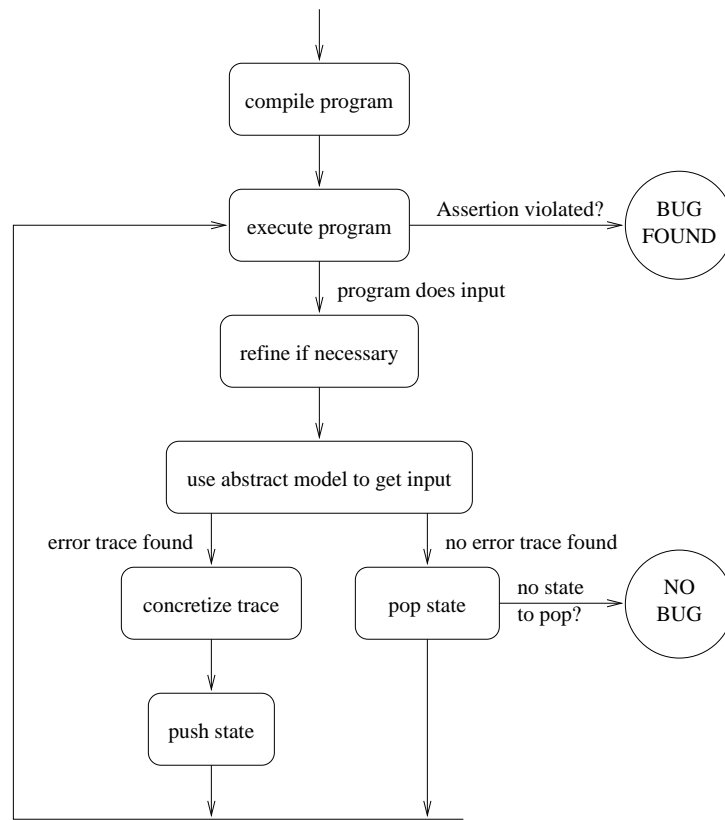 compile program
execute program
Assertion violated?
BUG
FOUND
program does input
refine if necessary
use abstract model to get input
error trace found
no error trace found
concretize trace
pop state
no state
to pop?
NO
BUG
push state